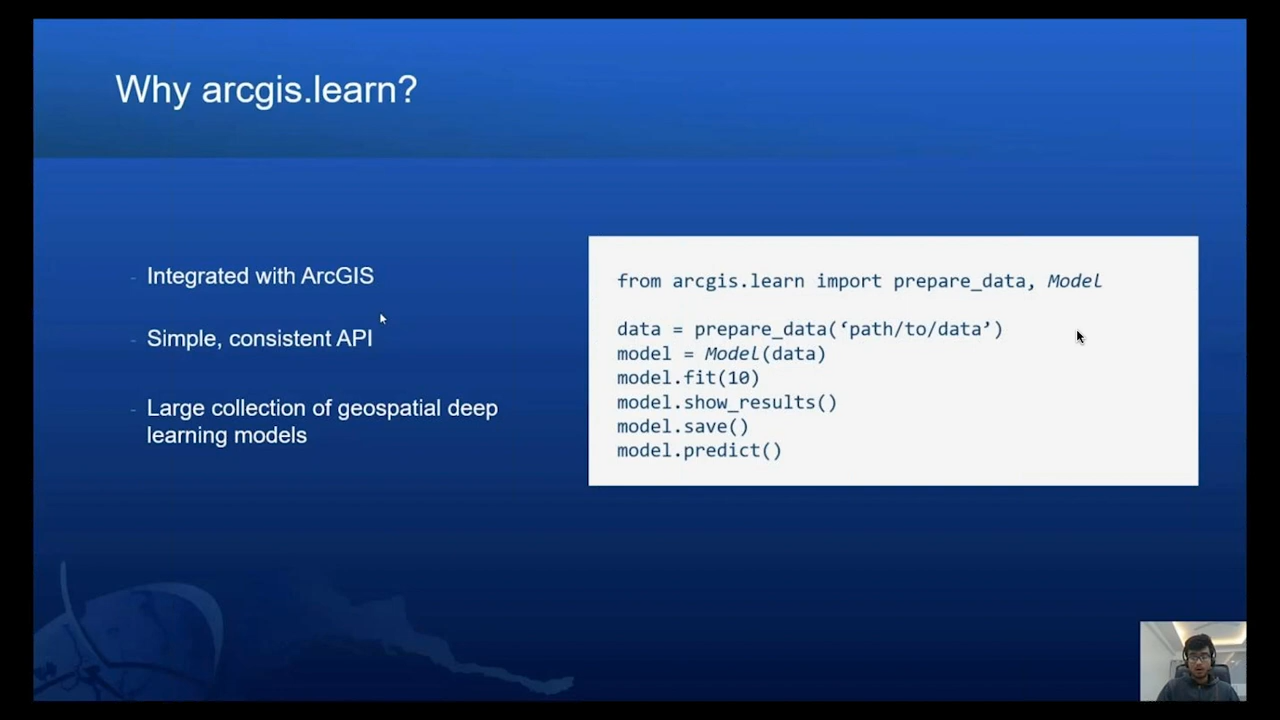 Why arcgis.learn?
- Integrated with ArcGIS
- Simple, consistent API
- Large collection of geospatial deep
learning models
from arcgis.learn import prepare_data, Model
data = prepare_data(‘path/to/data’)
model = Model(data)
model.fit(10)
model.show_results()
model.save()
model.predict()